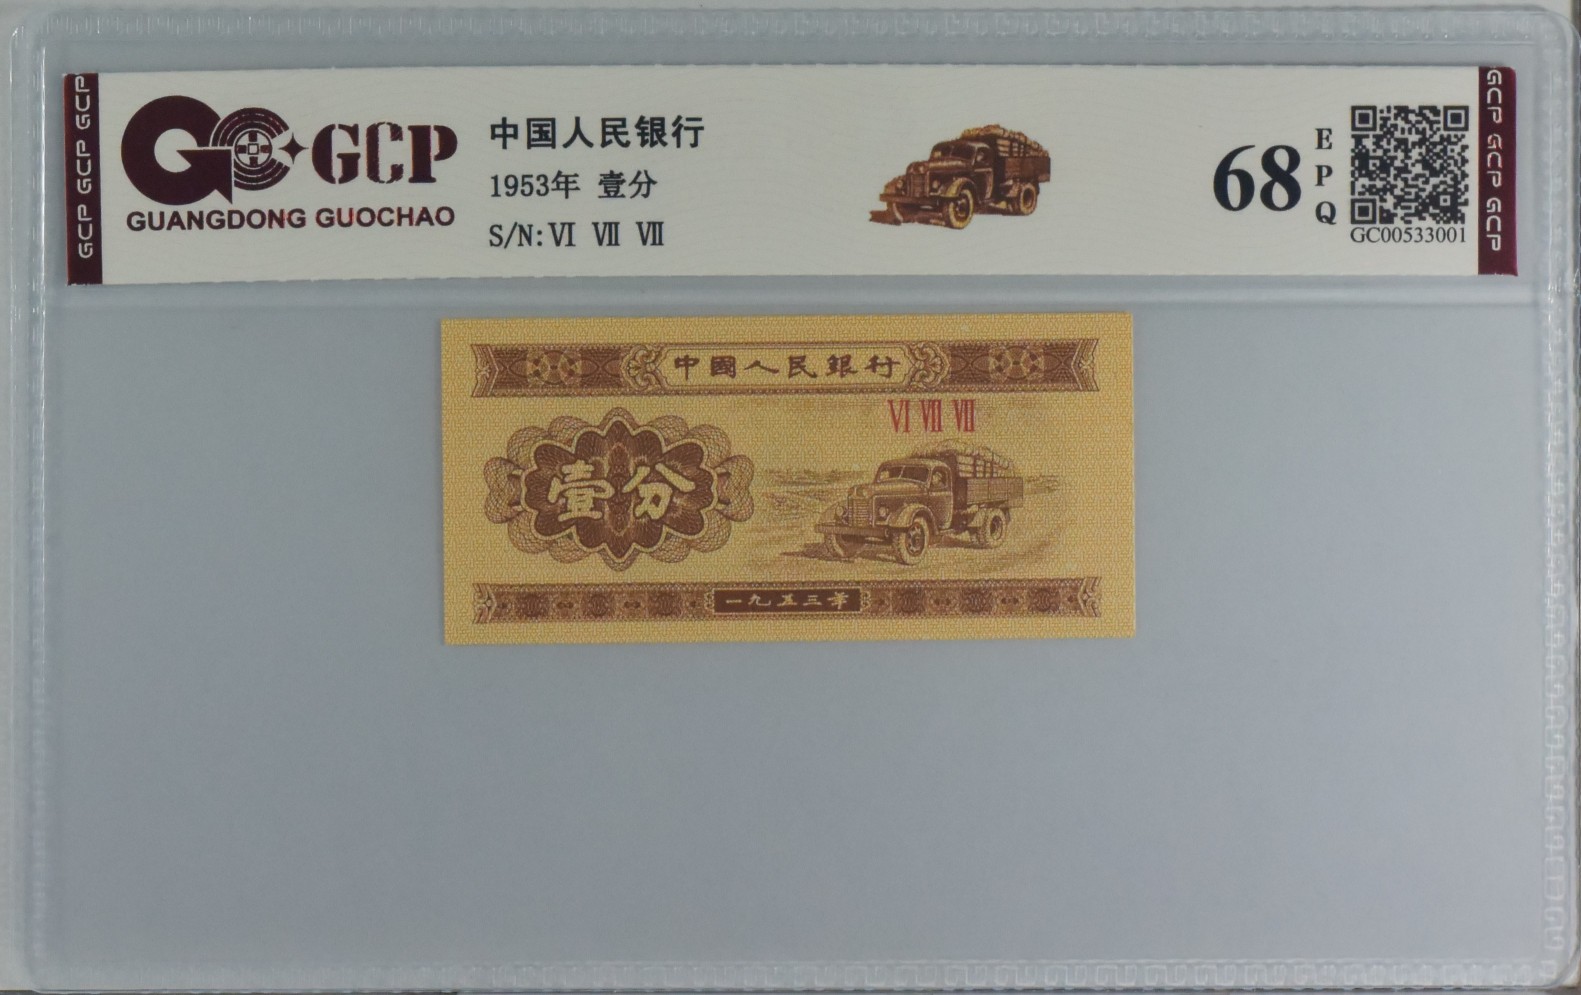 GCP GCP GCP
GCP
GUANGDONG GUOCHAO
中国人民银行
1953年 壹分
S/N: Ⅵ Ⅶ Ⅶ
68
E
P
Q
GC00533001
GCP GCP GCP
中國人民銀行
Ⅵ Ⅶ Ⅶ
壹分
一九五三年